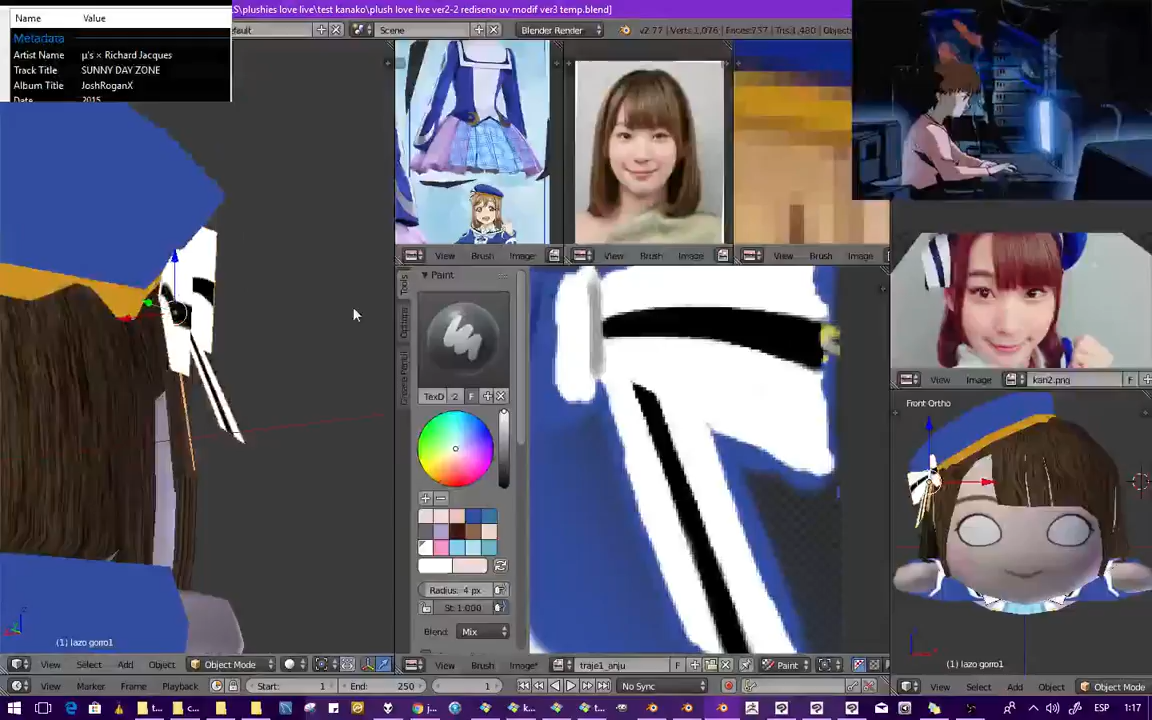 S\plushies love live\test kanako\plush love live ver2-2 rediseno uv modif ver3 temp.blend]
Name Value
Metadata
Artist Name μ's × Richard Jacques
Track Title SUNNY DAY ZONE
Album Title JoshRoganX
Date 2015
efault
Scene
Blender Render
v2.77 | Verts:1,076 | Faces:757 | Tris:1,480 | Objects
View Brush Image
View Brush Image
View Brush Image
Paint
Tools
Options
Grease Pencil
TexD 2 F
Radius: 4 px
St: 1.000
Blend: Mix
View Image kan2.png F
Front Ortho
(1) lazo gorro1
(1) lazo gorro1
View Select Add Object Object Mode
View Brush Image* traje1_anju F Paint
View Select Add Object Object Mode
View Marker Frame Playback Start: 1 End: 250 1 No Sync
t... c... j... k... t... ESP 1:17